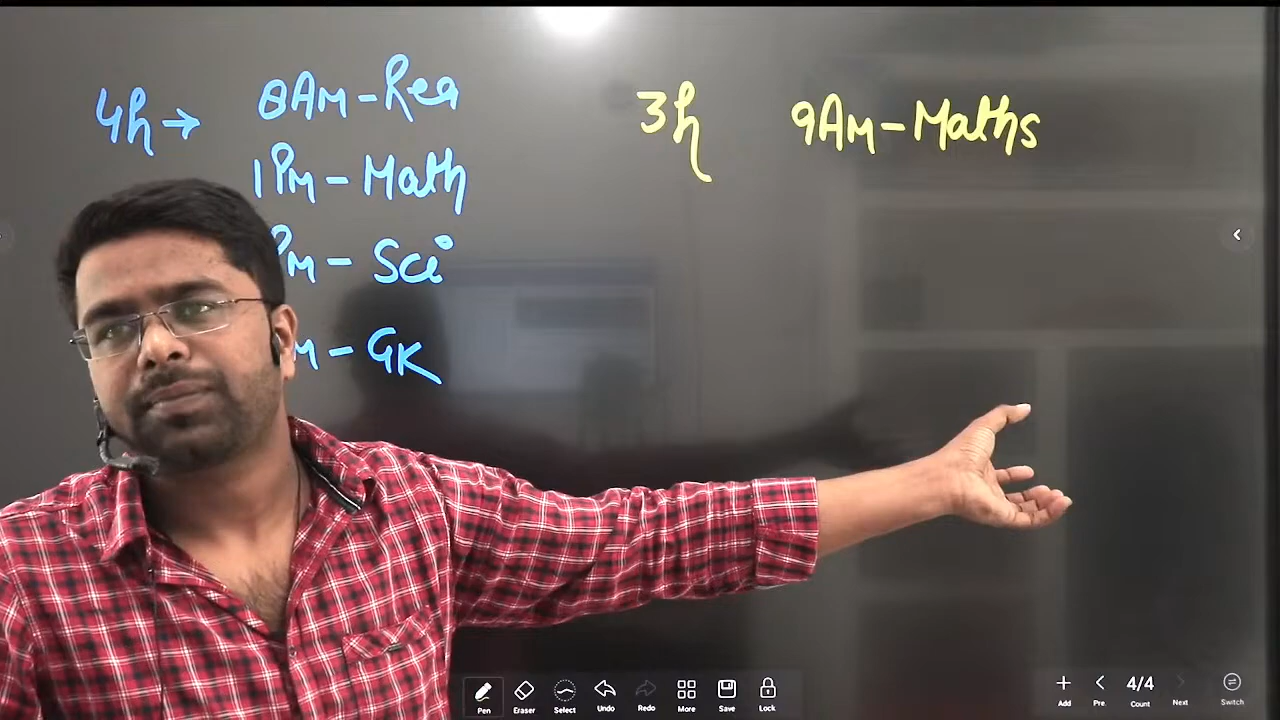 4h → 8AM - Rea
1PM - Math
PM - Sci
M - GK
3h 9AM - Maths
Pen
Eraser
Select
Undo
Redo
More
Save
Lock
Add
Pre
4/4
Count
Next
Switch